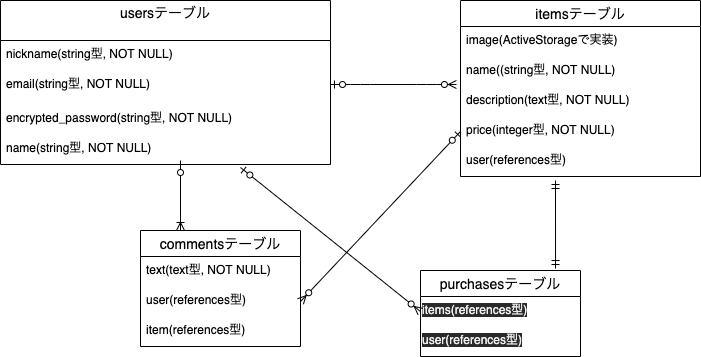 usersテーブル
nickname(string型, NOT NULL)
email(string型, NOT NULL)
encrypted_password(string型, NOT NULL)
name(string型, NOT NULL)
itemsテーブル
image(ActiveStorageで実装)
name((string型, NOT NULL)
description(text型, NOT NULL)
price(integer型, NOT NULL)
user(references型)
commentsテーブル
text(text型, NOT NULL)
user(references型)
item(references型)
purchasesテーブル
items(references型)
user(references型)